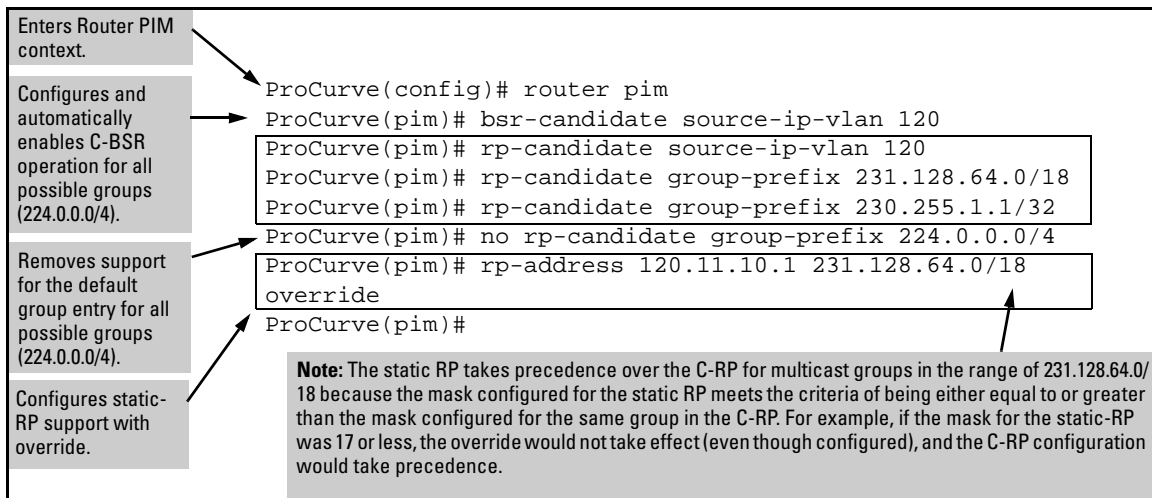 Enters Router PIM
context.
Configures and
automatically
enables C-BSR
operation for all
possible groups
(224.0.0.0/4).
Removes support
for the default
group entry for all
possible groups
(224.0.0.0/4).
Configures static-
RP support with
override.
ProCurve(config)# router pim
ProCurve(pim)# bsr-candidate source-ip-vlan 120
ProCurve(pim)# rp-candidate source-ip-vlan 120
ProCurve(pim)# rp-candidate group-prefix 231.128.64.0/18
ProCurve(pim)# rp-candidate group-prefix 230.255.1.1/32
ProCurve(pim)# no rp-candidate group-prefix 224.0.0.0/4
ProCurve(pim)# rp-address 120.11.10.1 231.128.64.0/18
override
ProCurve(pim)#
Note: The static RP takes precedence over the C-RP for multicast groups in the range of 231.128.64.0/
18 because the mask configured for the static RP meets the criteria of being either equal to or greater
than the mask configured for the same group in the C-RP. For example, if the mask for the static-RP
was 17 or less, the override would not take effect (even though configured), and the C-RP configuration
would take precedence.